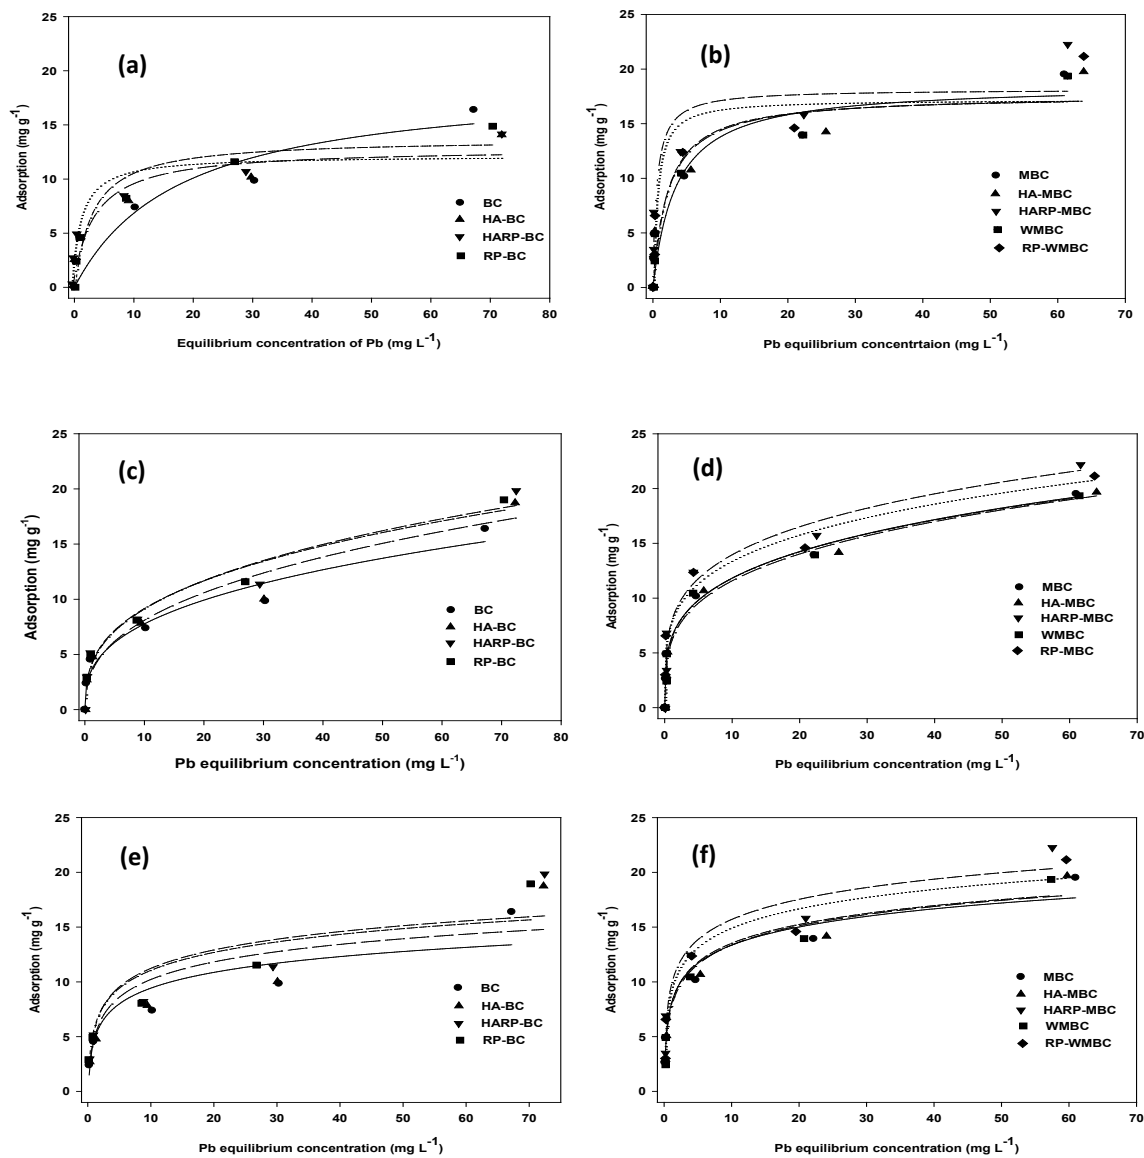 (a)
Adsorption (mg g-1)
25
20
15
10
5
0
BC
HA-BC
HARP-BC
RP-BC
0 10 20 30 40 50 60 70 80
Equilibrium concentration of Pb (mg L-1)
(b)
Adsorption (mg g-1)
25
20
15
10
5
0
MBC
HA-MBC
HARP-MBC
WMBC
RP-WMBC
0 10 20 30 40 50 60 70
Pb equilibrium concentrtaion (mg L-1)
(c)
Adsorption (mg g-1)
25
20
15
10
5
0
BC
HA-BC
HARP-BC
RP-BC
0 10 20 30 40 50 60 70 80
Pb equilibrium concentration (mg L-1)
(d)
Adsorption (mg g-1)
25
20
15
10
5
0
MBC
HA-MBC
HARP-MBC
WMBC
RP-MBC
0 10 20 30 40 50 60 70
Pb equilibrium concentration (mg L-1)
(e)
Adsorption (mg g-1)
25
20
15
10
5
0
BC
HA-BC
HARP-BC
RP-BC
0 10 20 30 40 50 60 70
Pb equilibrium concentration (mg L-1)
(f)
Adsorption (mg g-1)
25
20
15
10
5
0
MBC
HA-MBC
HARP-MBC
WMBC
RP-WMBC
0 10 20 30 40 50 60 70
Pb equilibrium concentration (mg L-1)